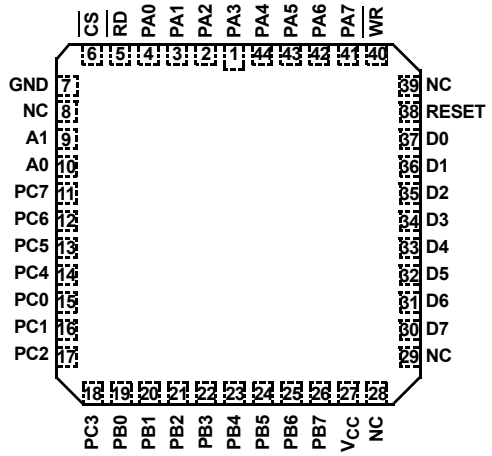 CS RD PA0 PA1 PA2 PA3 PA4 PA5 PA6 PA7 WR
6 5 4 3 2 1 44 43 42 41 40
GND 7 39 NC
NC 8 38 RESET
A1 9 37 D0
A0 10 36 D1
PC7 11 35 D2
PC6 12 34 D3
PC5 13 33 D4
PC4 14 32 D5
PC0 15 31 D6
PC1 16 30 D7
PC2 17 29 NC
18 19 20 21 22 23 24 25 26 27 28
PC3 PB0 PB1 PB2 PB3 PB4 PB5 PB6 PB7 VCC NC